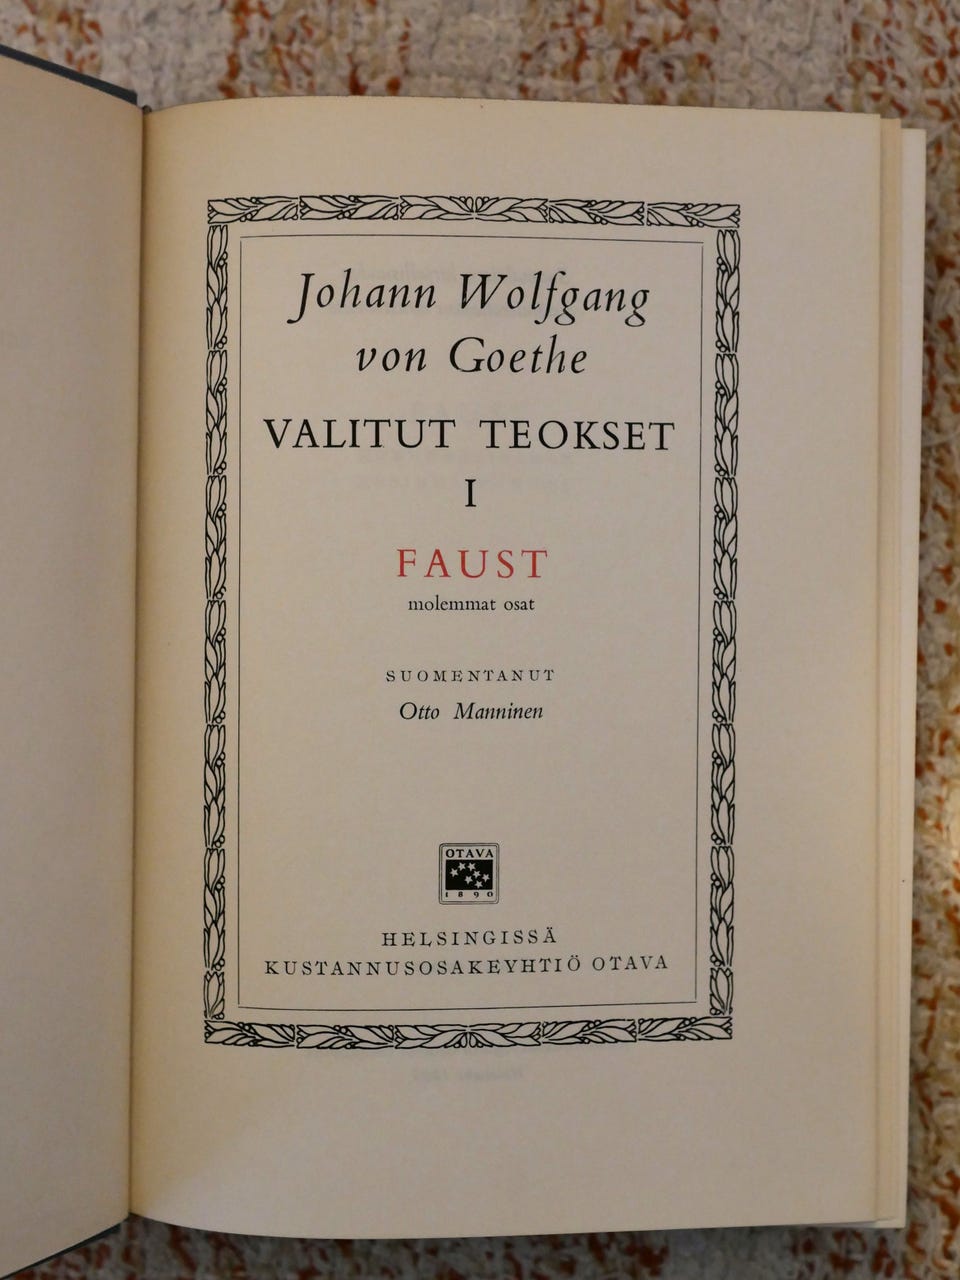 Johann Wolfgang
von Goethe
VALITUT TEOKSET
I
FAUST
molemmat osat
SUOMENTANUT
Otto Manninen
OTAVA
1890
HELSINGISSÄ
KUSTANNUSOSAKEYHTIÖ OTAVA